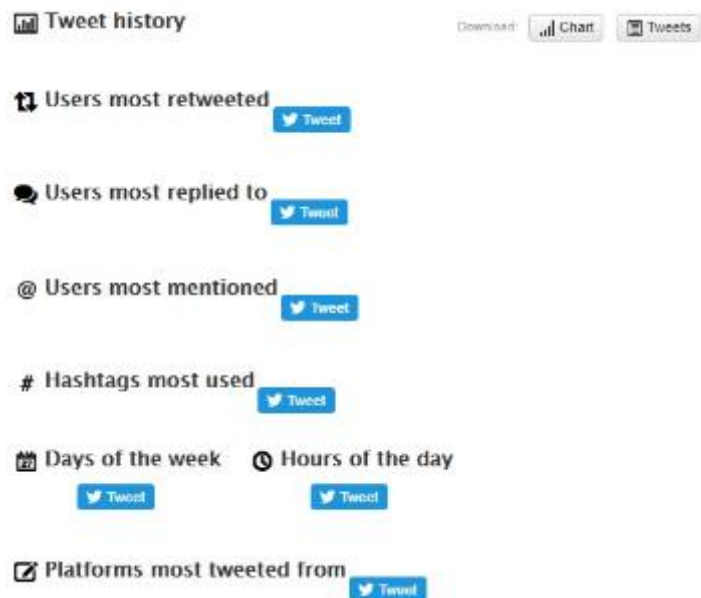 Tweet history Download: Chart Tweets
Users most retweeted
Tweet
Users most replied to
Tweet
@ Users most mentioned
Tweet
# Hashtags most used
Tweet
Days of the week Hours of the day
Tweet Tweet
Platforms most tweeted from
Tweet